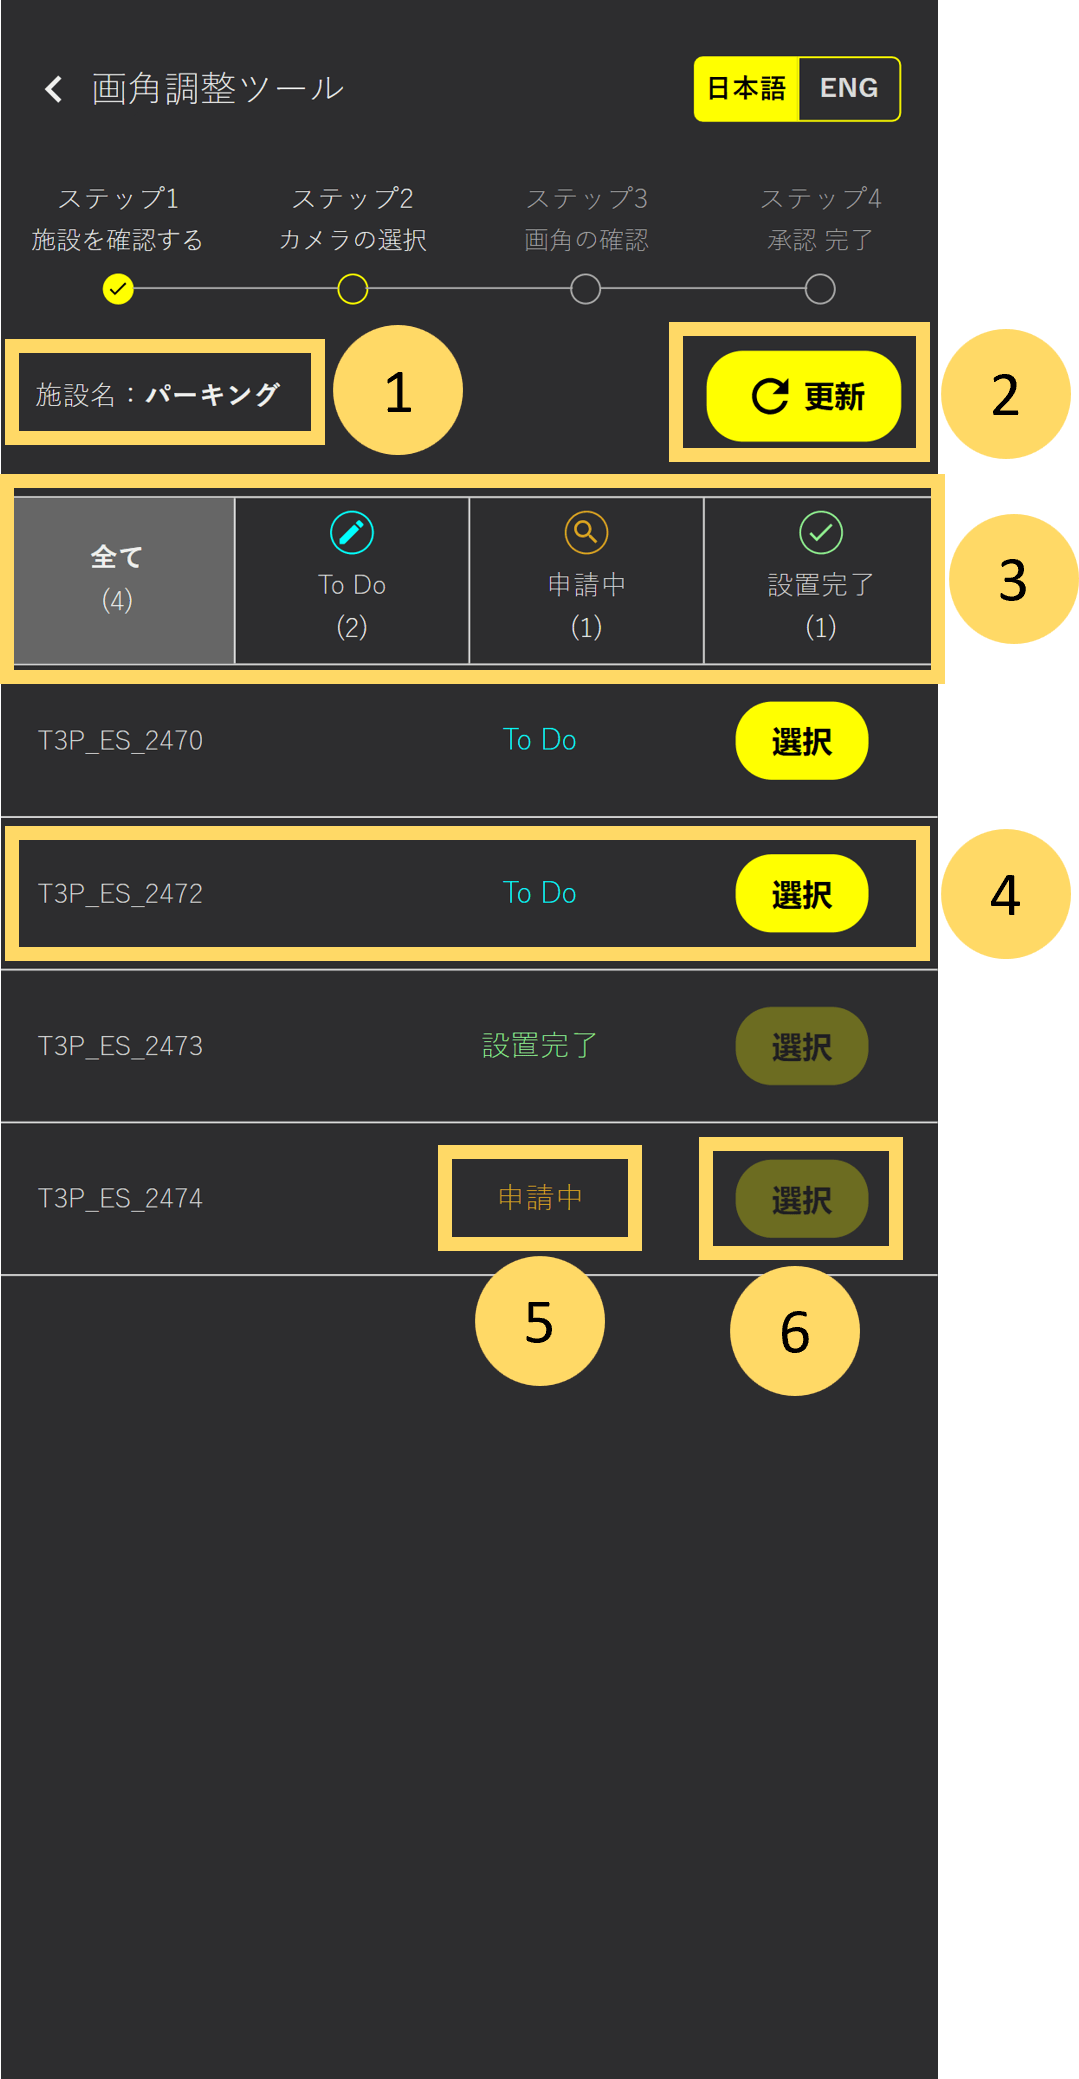 画角調整ツール
日本語
ENG
ステップ1
施設を確認する
ステップ2
カメラの選択
ステップ3
画角の確認
ステップ4
承認 完了
施設名：パーキング
1
更新
2
全て
(4)
To Do
(2)
申請中
(1)
設置完了
(1)
3
T3P_ES_2470
To Do
選択
T3P_ES_2472
To Do
選択
4
T3P_ES_2473
設置完了
選択
T3P_ES_2474
申請中
選択
5
6